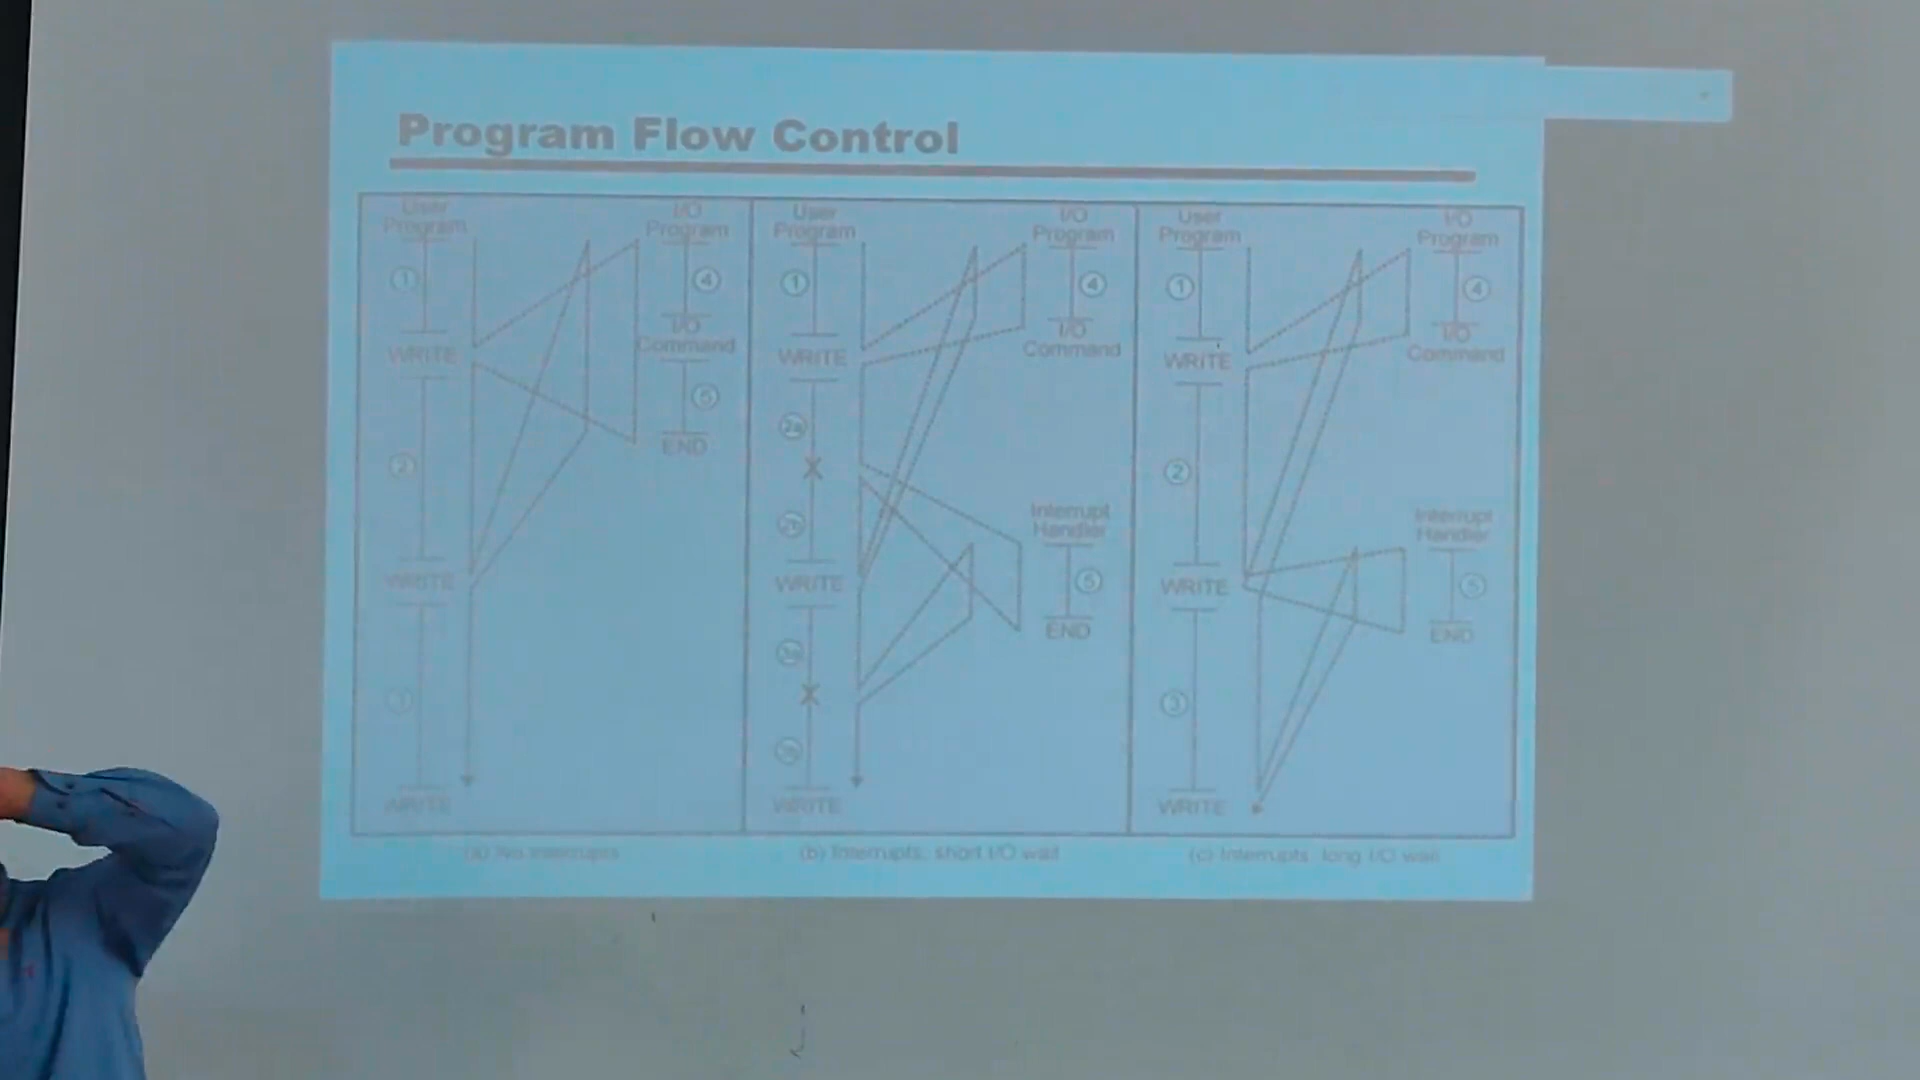 Program Flow Control
User
Program
I/O
Program
1
4
I/O
Command
WRITE
5
END
2
WRITE
WRITE
(a) No Interrupts
User
Program
I/O
Program
1
4
I/O
Command
WRITE
2a
X
Interrupt
Handler
2b
5
WRITE
END
3a
X
3b
WRITE
(b) Interrupts; short I/O wait
User
Program
I/O
Program
1
4
I/O
Command
WRITE
2
Interrupt
Handler
5
WRITE
END
3
WRITE
(c) Interrupts; long I/O wait